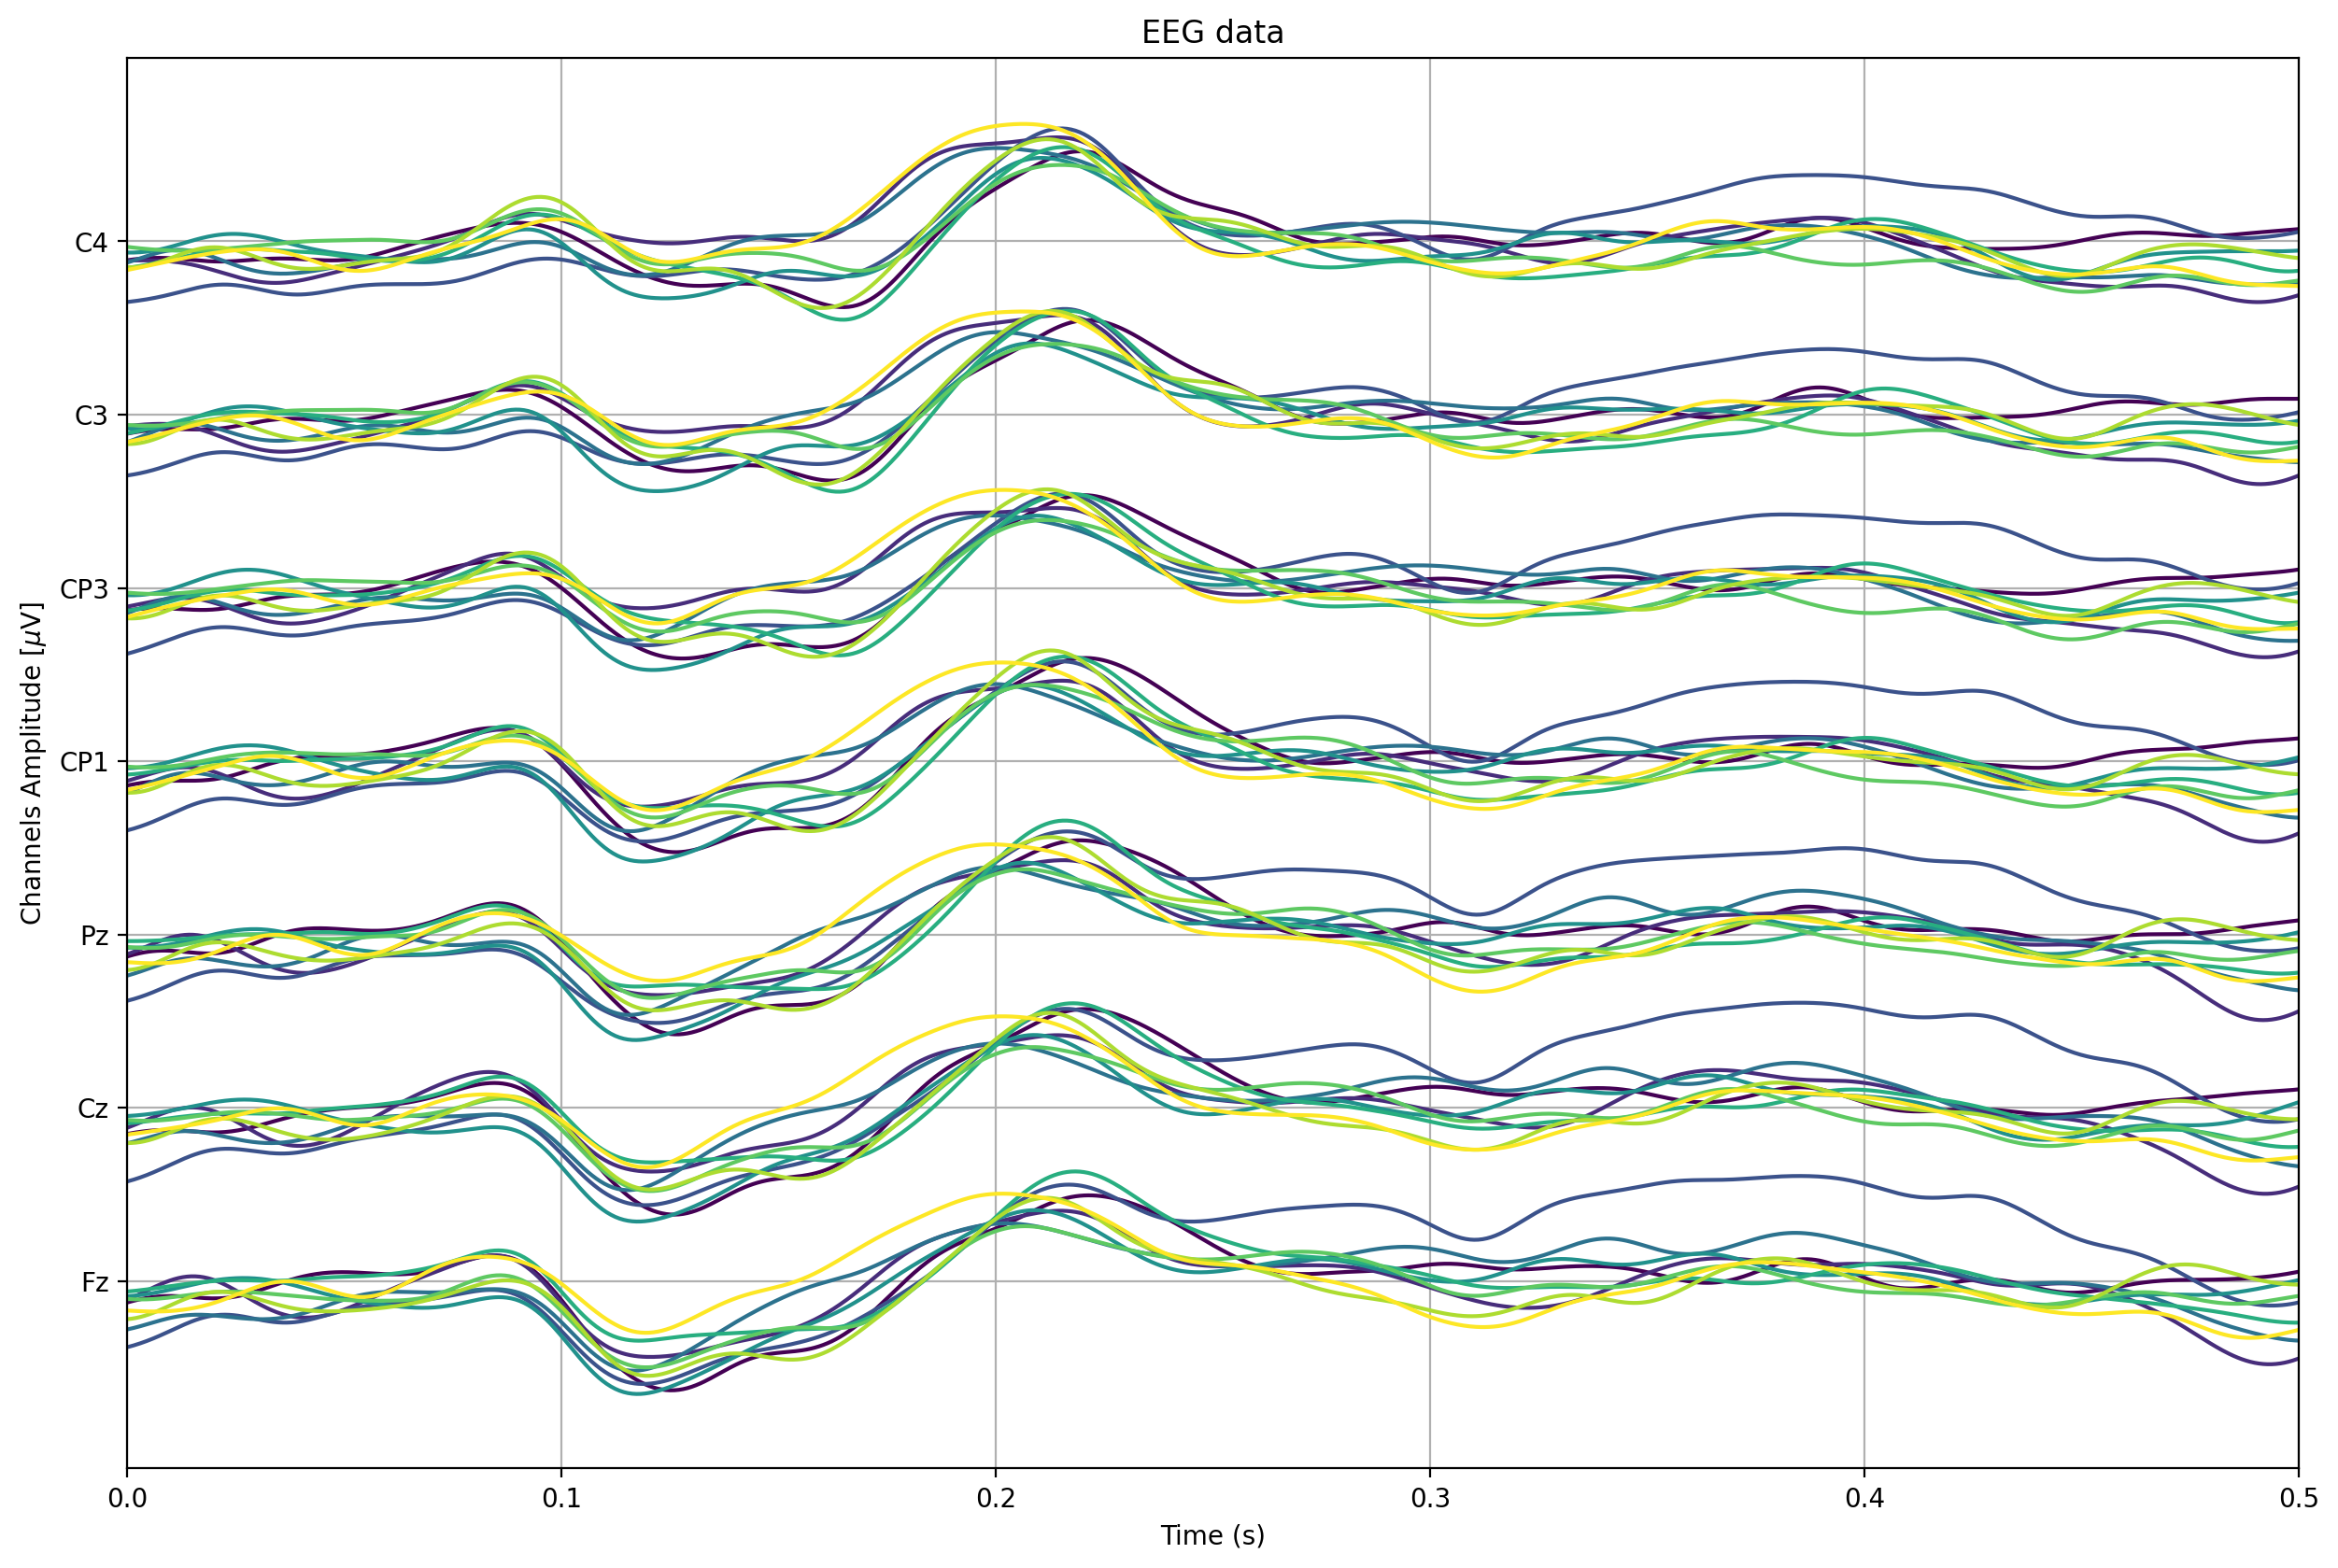 EEG data
Channels Amplitude [μV]
C4
C3
CP3
CP1
Pz
Cz
Fz
0.0 0.1 0.2 0.3 0.4 0.5
Time (s)